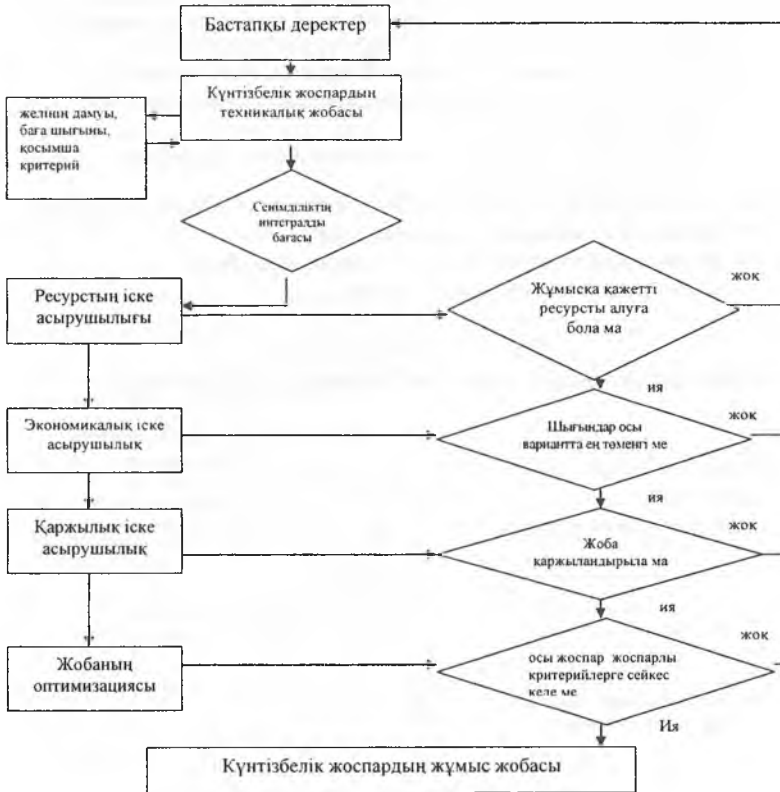 Бастапқы деректер
Күнтізбелік жоспардың
техникалық жобасы
желінің дамуы,
баға шығыны,
қосымша
критерий
Сенімділіктің
интегралды
бағасы
Ресурстың іске
асырушылығы
Жұмысқа қажетті
ресурсты алуға
бола ма
жоқ
ия
Экономикалық іске
асырушылық
Шығындар осы
вариантта ең төменгі ме
жоқ
ия
Қаржылық іске
асырушылық
Жоба
қаржыландырыла ма
жоқ
ия
Жобаның
оптимизациясы
осы жоспар жоспарлы
критерийлерге сейкес
келе ме
жоқ
Ия
Күнтізбелік жоспардың жұмыс жобасы